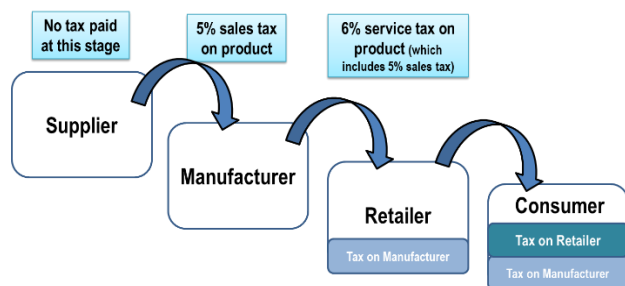 No tax paid
at this stage
5% sales tax
on product
6% service tax on
product (which
includes 5% sales tax)
Supplier
Manufacturer
Retailer
Tax on Manufacturer
Consumer
Tax on Retailer
Tax on Manufacturer